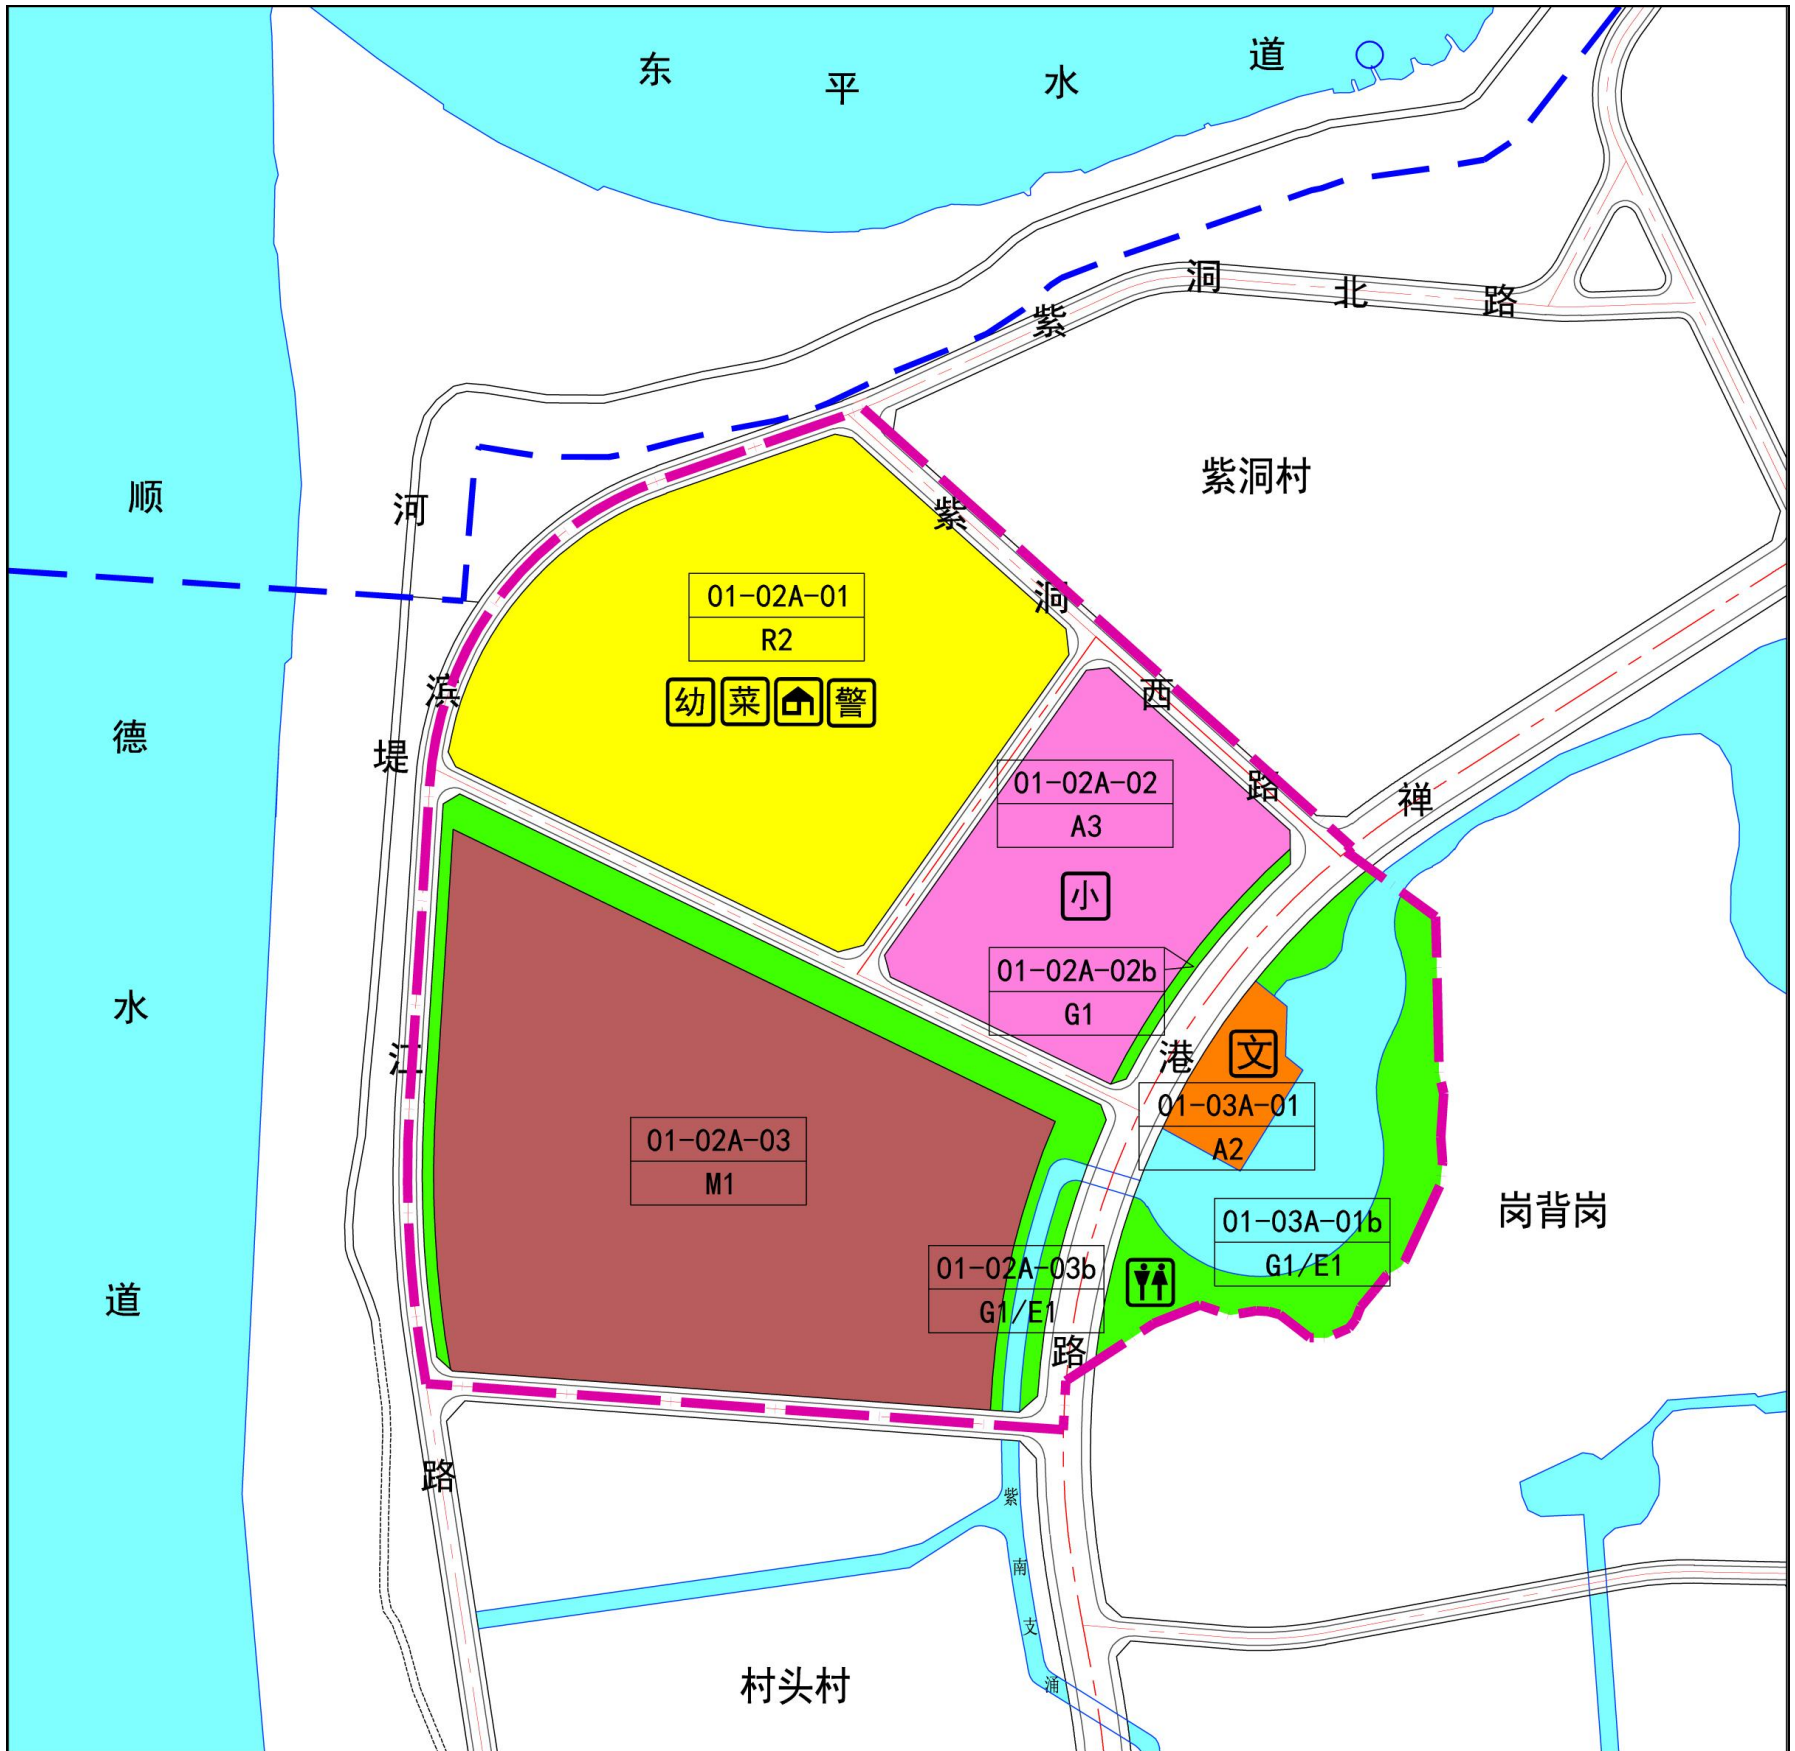 东平水道
紫洞北路
紫洞村
顺德水道
河堤路
滨江路
紫洞西路
01-02A-01
R2
幼 菜 警
01-02A-02
A3
小
禅港路
01-02A-02b
G1
文
01-03A-01
A2
01-02A-03
M1
01-03A-01b
G1/E1
01-02A-03b
G1/E1
岗背岗
紫南支涌
村头村